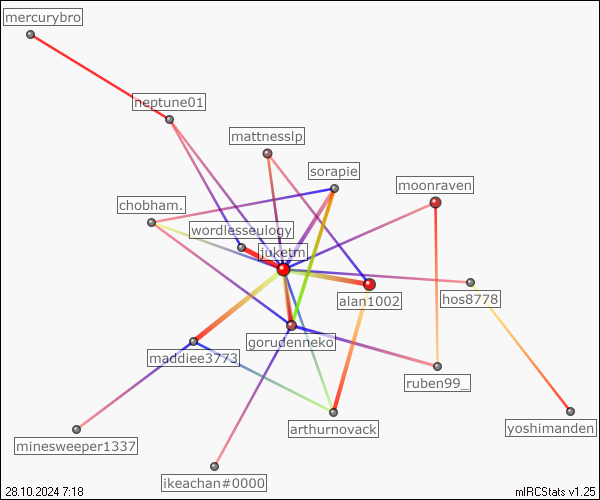 mercurybro
neptune01
mattnesslp
sorapie
moonraven
chobham.
wordlesseulogy
juketm
hos8778
alan1002
gorudenneko
maddiee3773
ruben99_
arthurnovack
yoshimanden
minesweeper1337
ikeachan#0000
28.10.2024 7:18
mIRCStats v1.25